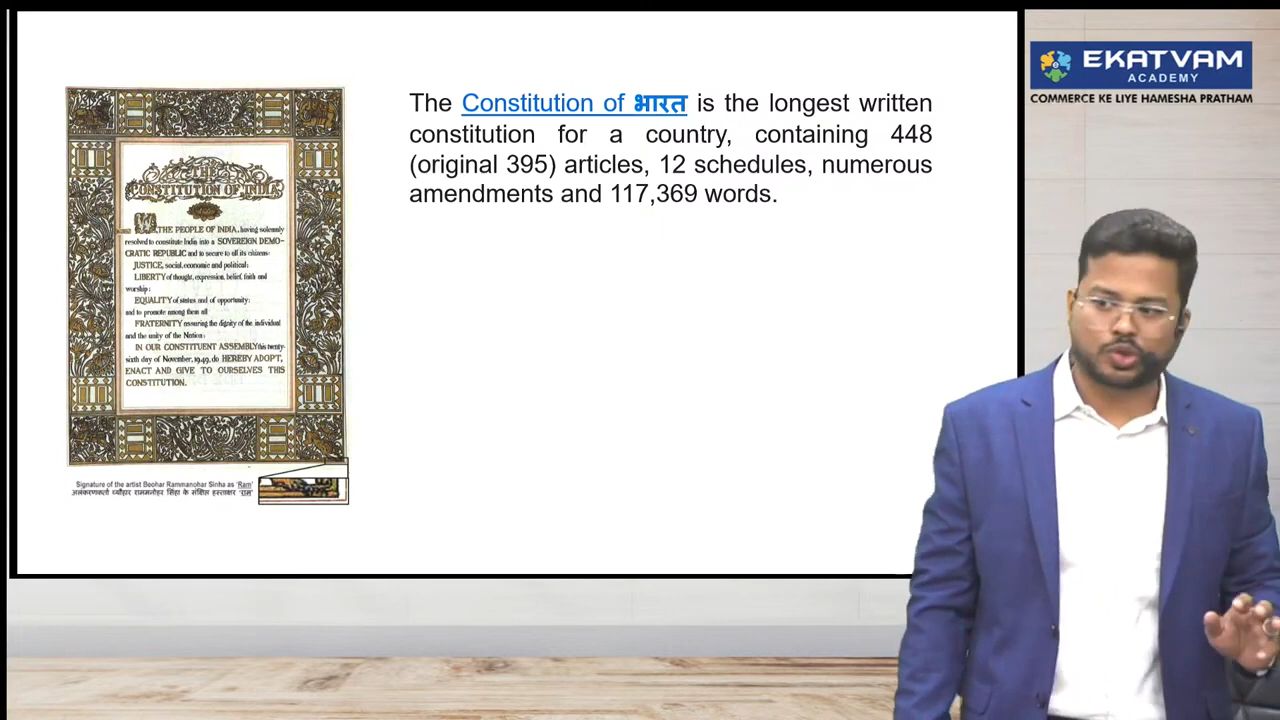 THE
CONSTITUTION OF INDIA
WE, THE PEOPLE OF INDIA, having solemnly
resolved to constitute India into a SOVEREIGN DEMO-
CRATIC REPUBLIC and to secure to all its citizens:
JUSTICE, social, economic and political;
LIBERTY of thought, expression, belief, faith and
worship;
EQUALITY of status and of opportunity;
and to promote among them all
FRATERNITY assuring the dignity of the individual
and the unity of the Nation;
IN OUR CONSTITUENT ASSEMBLY this twenty-
sixth day of November, 1949, do HEREBY ADOPT,
ENACT AND GIVE TO OURSELVES THIS
CONSTITUTION.
Signature of the artist Beohar Rammanohar Sinha as 'Ram'
अलंकरणकर्ता ब्यौहार राममनोहर सिंहा के संक्षिप्त हस्ताक्षर 'राम'
The Constitution of भारत is the longest written
constitution for a country, containing 448
(original 395) articles, 12 schedules, numerous
amendments and 117,369 words.
EKATVAM
ACADEMY
COMMERCE KE LIYE HAMESHA PRATHAM